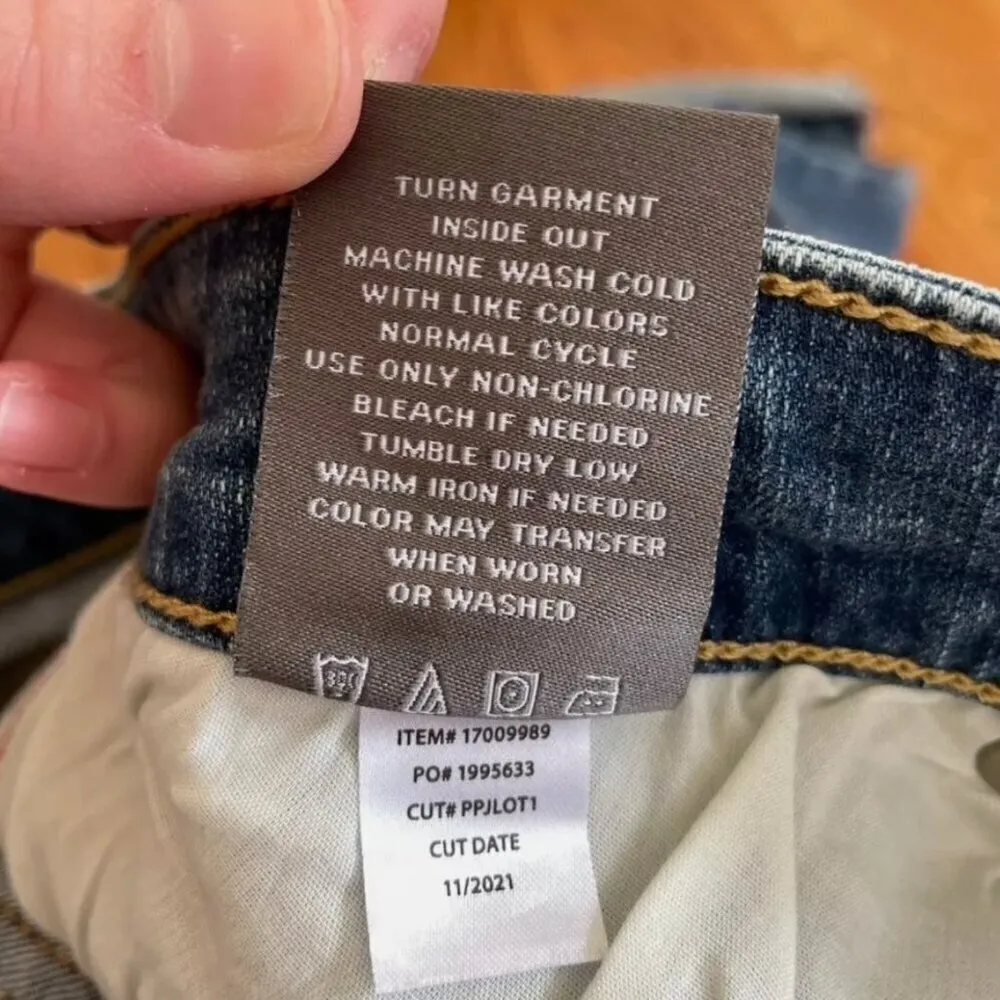 TURN GARMENT
INSIDE OUT
MACHINE WASH COLD
WITH LIKE COLORS
NORMAL CYCLE
USE ONLY NON-CHLORINE
BLEACH IF NEEDED
TUMBLE DRY LOW
WARM IRON IF NEEDED
COLOR MAY TRANSFER
WHEN WORN
OR WASHED
ITEM# 17009989
PO# 1995633
CUT# PPJLOT1
CUT DATE
11/2021